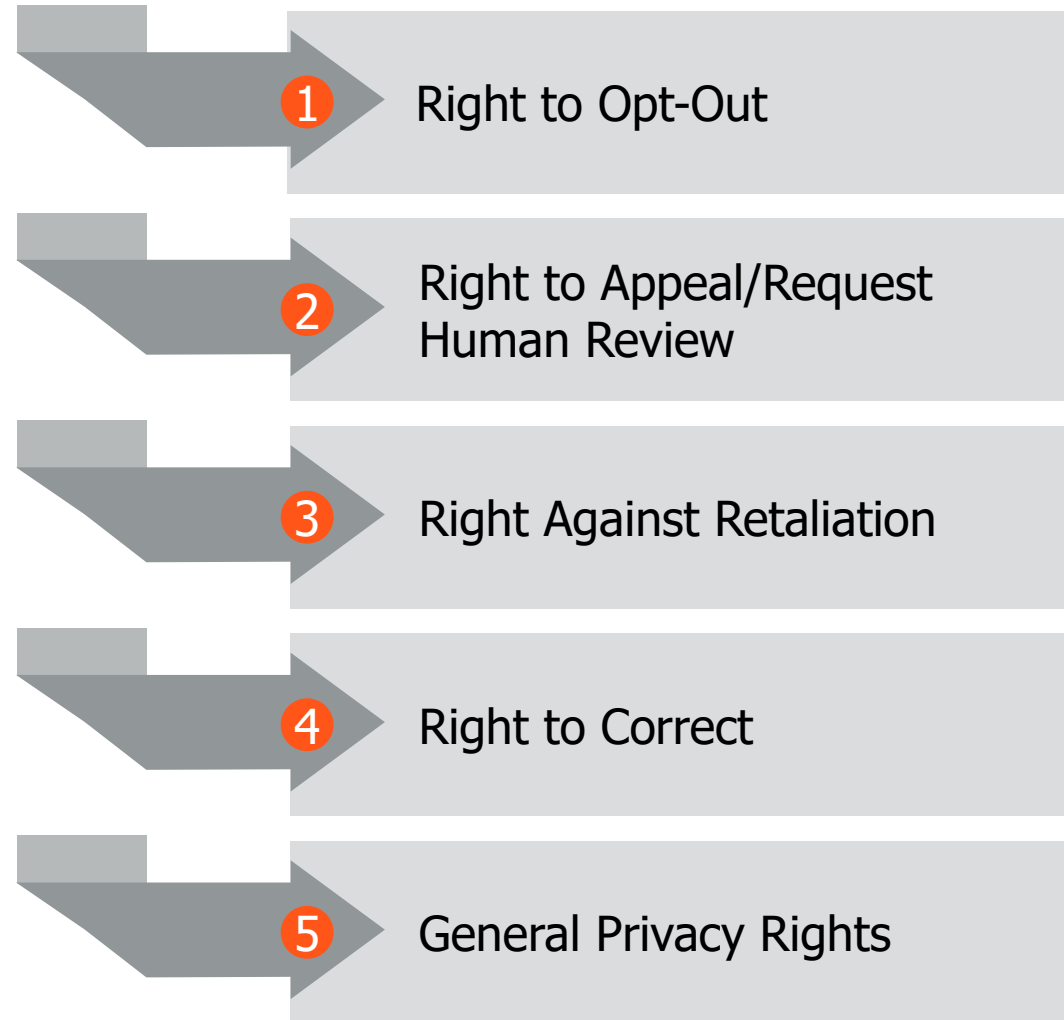 1 Right to Opt-Out
2 Right to Appeal/Request
Human Review
3 Right Against Retaliation
4 Right to Correct
5 General Privacy Rights